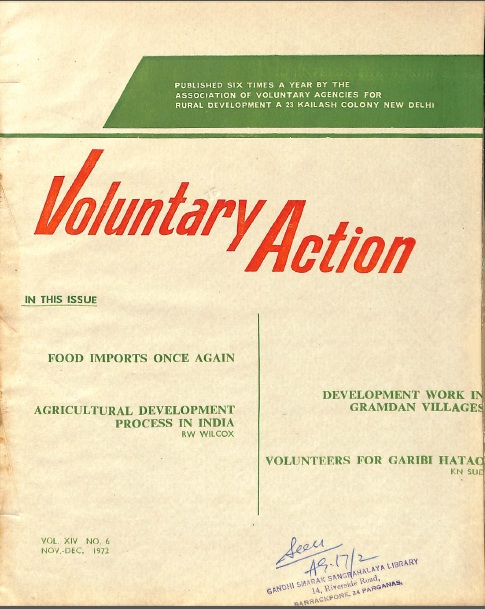 PUBLISHED SIX TIMES A YEAR BY THE
ASSOCIATION OF VOLUNTARY AGENCIES FOR
RURAL DEVELOPMENT A 23 KAILASH COLONY NEW DELHI
Voluntary Action
IN THIS ISSUE
FOOD IMPORTS ONCE AGAIN
AGRICULTURAL DEVELOPMENT
PROCESS IN INDIA
RW WILCOX
DEVELOPMENT WORK IN
GRAMDAN VILLAGES
VOLUNTEERS FOR GARIBI HATAO
KN SUD
VOL. XIV NO. 6
NOV.-DEC. 1972
Seen
17/2
GANDHI SMARAK SANGRAHALAYA LIBRARY
14, Riverside Road,
BARRACKPORE, 24 PARGANAS.